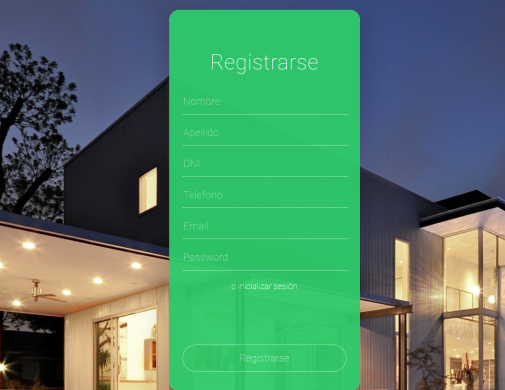 Registrarse
Nombre
Apellido
DNI
Telefono
Email
Password
o inicializar sesión
Registrarse